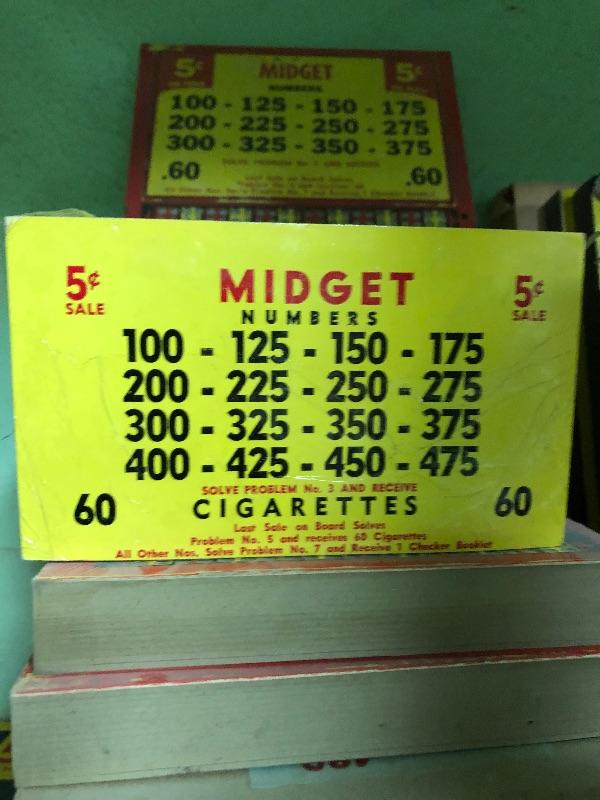 5¢ MIDGET 5¢
NUMBERS
100 - 125 - 150 - 175
200 - 225 - 250 - 275
300 - 325 - 350 - 375
.60 .60
5¢ MIDGET 5¢
SALE NUMBERS SALE
100 - 125 - 150 - 175
200 - 225 - 250 - 275
300 - 325 - 350 - 375
400 - 425 - 450 - 475
SOLVE PROBLEM No. 3 AND RECEIVE
60 CIGARETTES 60
Last Sale on Board Solves
Problem No. 5 and receives 60 Cigarettes
All Other Nos. Solve Problem No. 7 and Receive 1 Checker Booklet